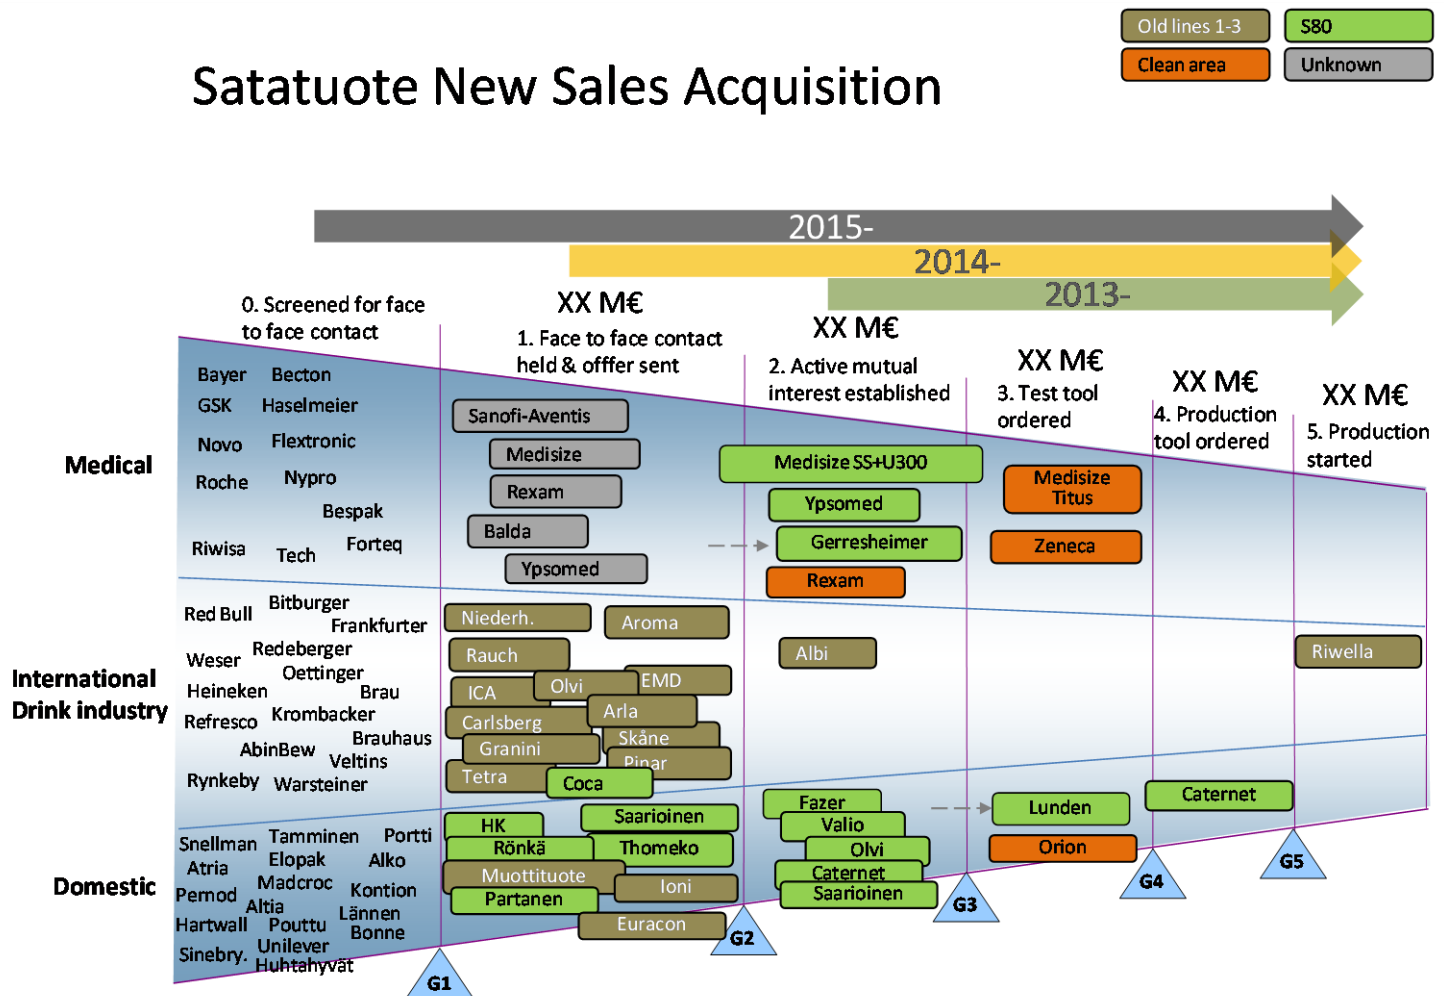 Old lines 1-3
S80
Clean area
Unknown
Satatuote New Sales Acquisition
2015-
2014-
2013-
0. Screened for face
to face contact
XX M€
1. Face to face contact
held & offfer sent
XX M€
2. Active mutual
interest established
XX M€
3. Test tool
ordered
XX M€
4. Production
tool ordered
XX M€
5. Production
started
Medical
Bayer
Becton
GSK
Haselmeier
Novo
Flextronic
Roche
Nypro
Bespak
Riwisa
Tech
Forteq
Sanofi-Aventis
Medisize
Rexam
Balda
Ypsomed
Medisize SS+U300
Ypsomed
Gerresheimer
Rexam
Medisize
Titus
Zeneca
International
Drink industry
Red Bull
Bitburger
Frankfurter
Weser
Redeberger
Oettinger
Heineken
Brau
Refresco
Krombacker
AbinBew
Brauhaus
Veltins
Rynkeby
Warsteiner
Niederh.
Aroma
Rauch
ICA
Olvi
EMD
Carlsberg
Arla
Granini
Skåne
Tetra
Pinar
Coca
Albi
Riwella
Domestic
Snellman
Tamminen
Portti
Atria
Elopak
Alko
Pernod
Madcroc
Kontion
Altia
Hartwall
Pouttu
Lännen
Bonne
Sinebry.
Unilever
Huhtahyvät
HK
Saarioinen
Rönkä
Thomeko
Muottituote
Ioni
Partanen
Euracon
Fazer
Valio
Olvi
Caternet
Saarioinen
Lunden
Orion
Caternet
G1
G2
G3
G4
G5